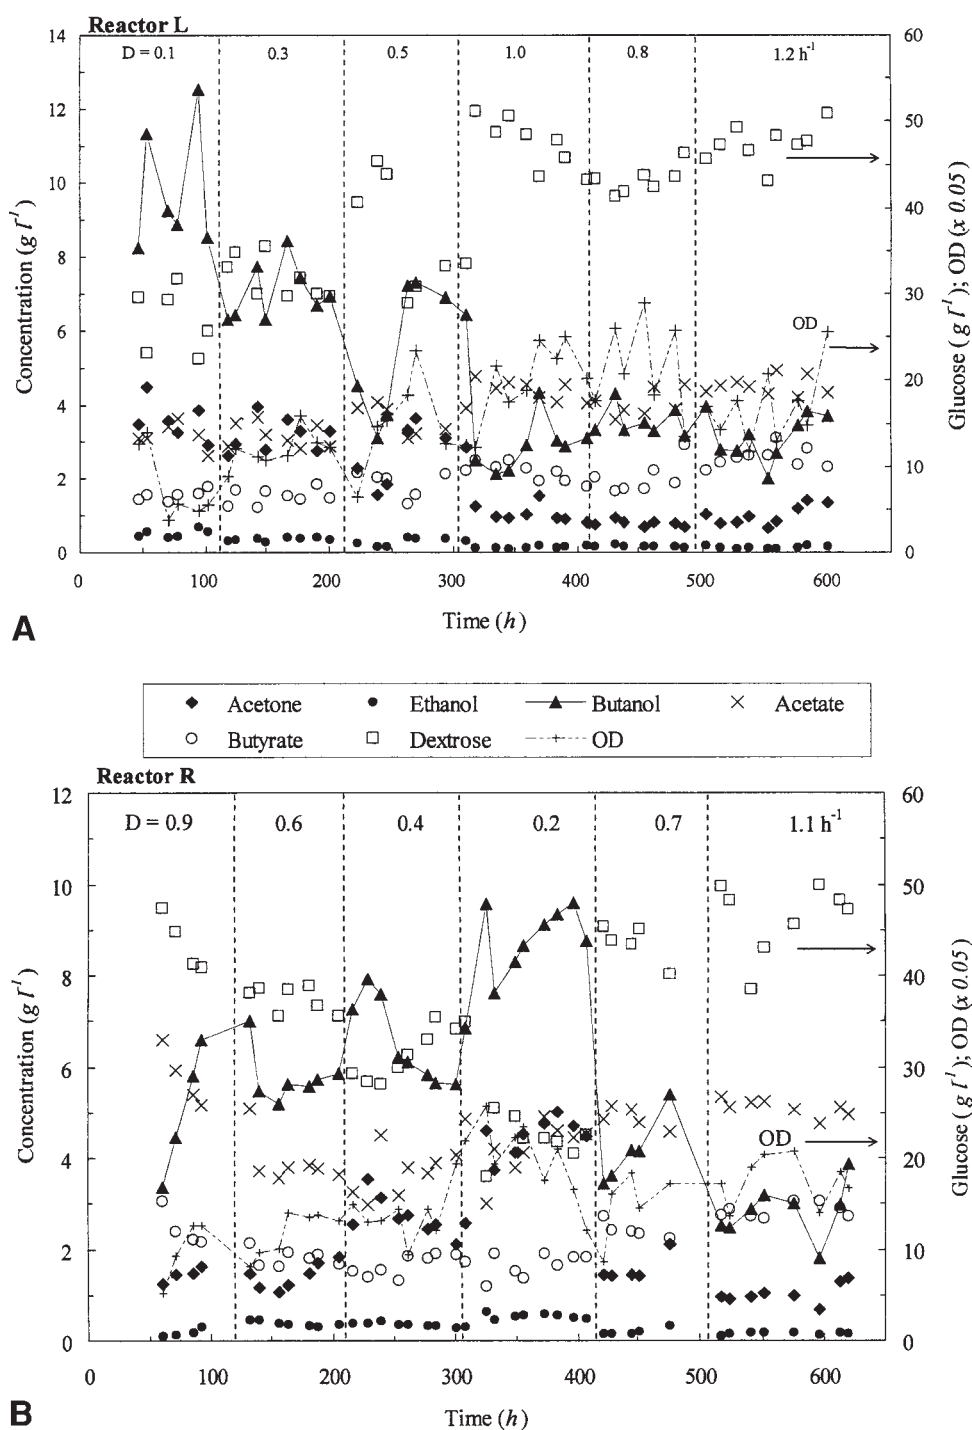 Reactor L
D = 0.1 0.3 0.5 1.0 0.8 1.2 h-1
14
12
10
8
6
4
2
0
60
50
40
30
20
10
0
Concentration (g l-1)
Glucose (g l-1); OD (x 0.05)
OD
0 100 200 300 400 500 600
Time (h)
A
Acetone Ethanol Butanol Acetate
Butyrate Dextrose OD
Reactor R
D = 0.9 0.6 0.4 0.2 0.7 1.1 h-1
12
10
8
6
4
2
0
60
50
40
30
20
10
0
Concentration (g l-1)
Glucose (g l-1); OD (x 0.05)
OD
0 100 200 300 400 500 600
Time (h)
B